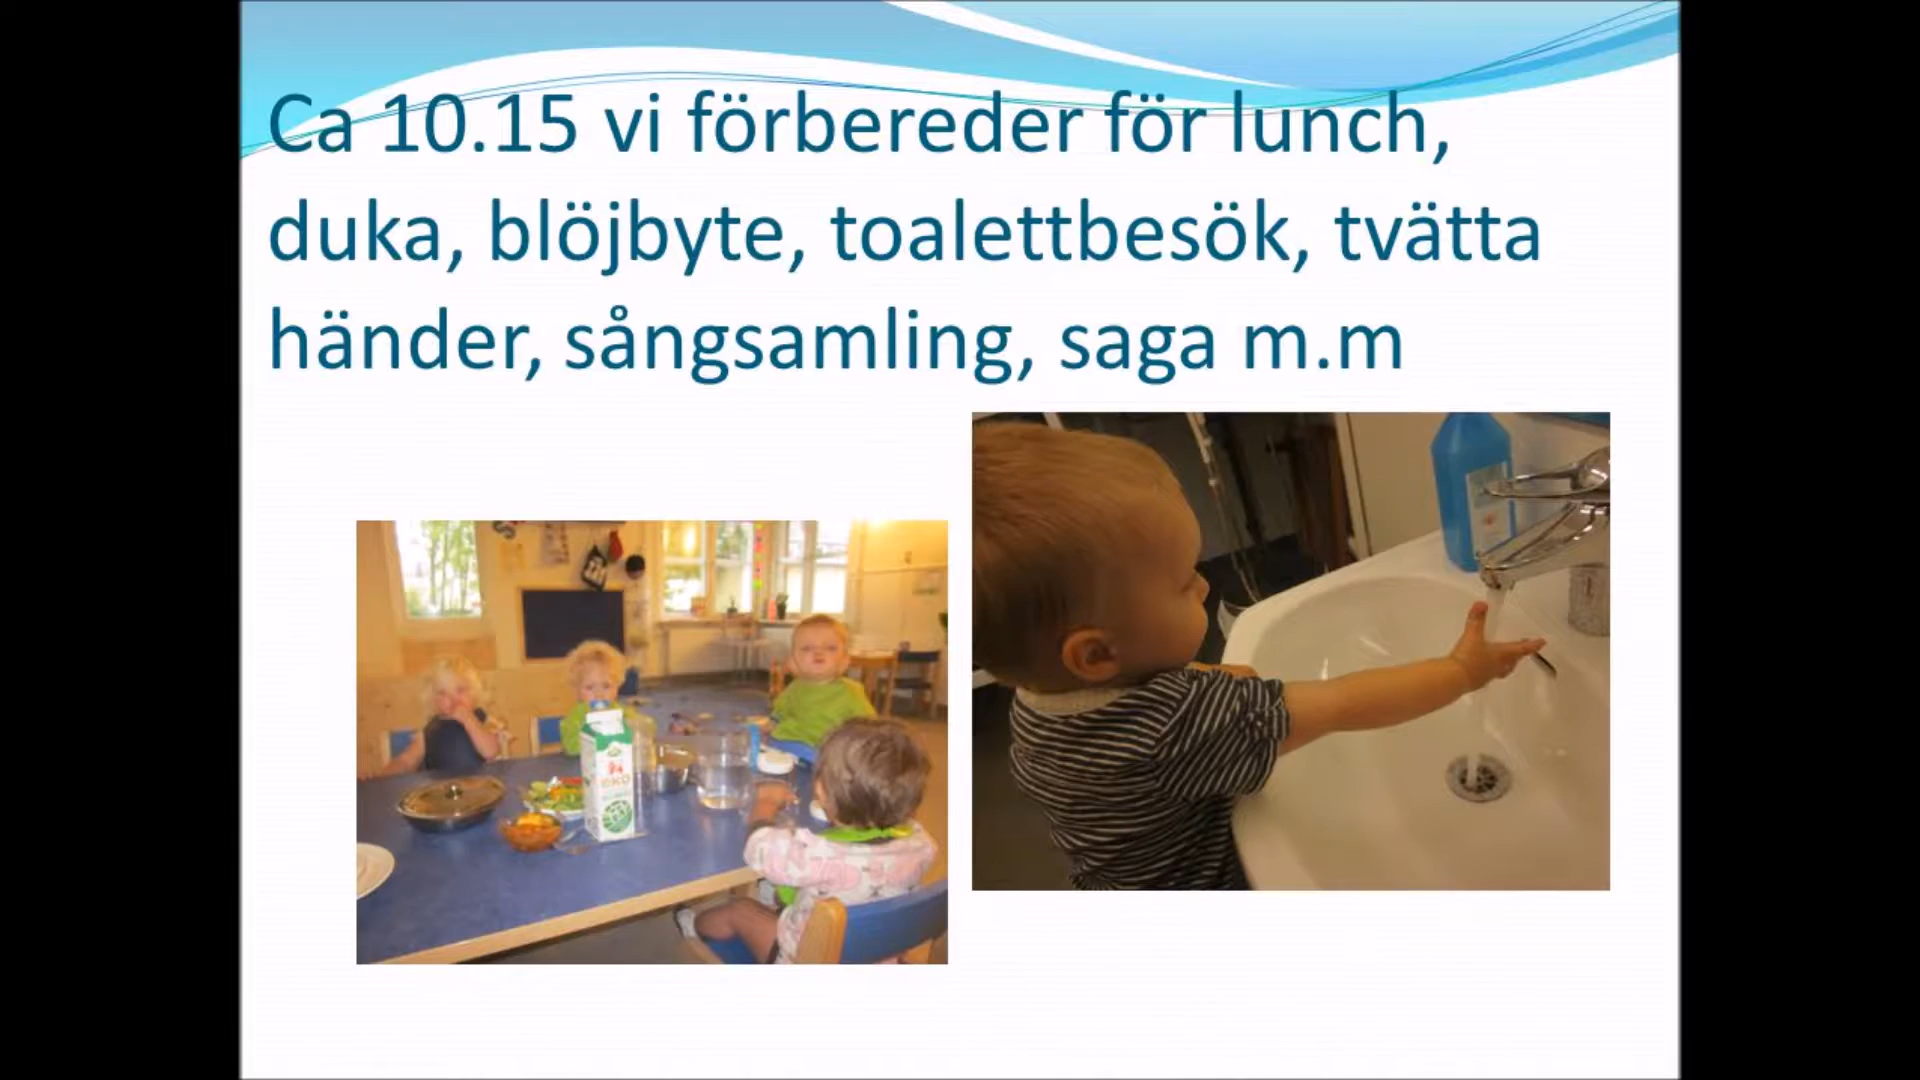 Ca 10.15 vi förbereder för lunch,
duka, blöjbyte, toalettbesök, tvätta
händer, sångsamling, saga m.m